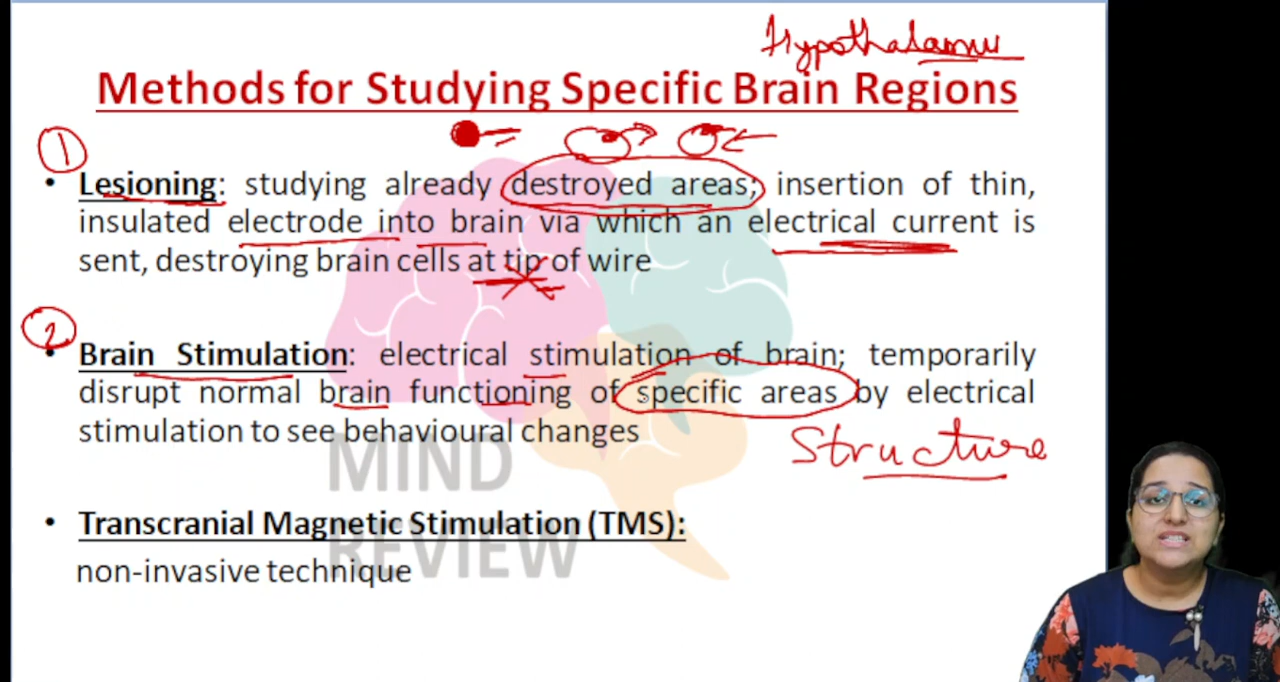 Hypothalamus
Methods for Studying Specific Brain Regions
1
• Lesioning: studying already destroyed areas; insertion of thin,
insulated electrode into brain via which an electrical current is
sent, destroying brain cells at tip of wire
2
• Brain Stimulation: electrical stimulation of brain; temporarily
disrupt normal brain functioning of specific areas by electrical
stimulation to see behavioural changes
Structure
MIND
REVIEW
• Transcranial Magnetic Stimulation (TMS):
non-invasive technique